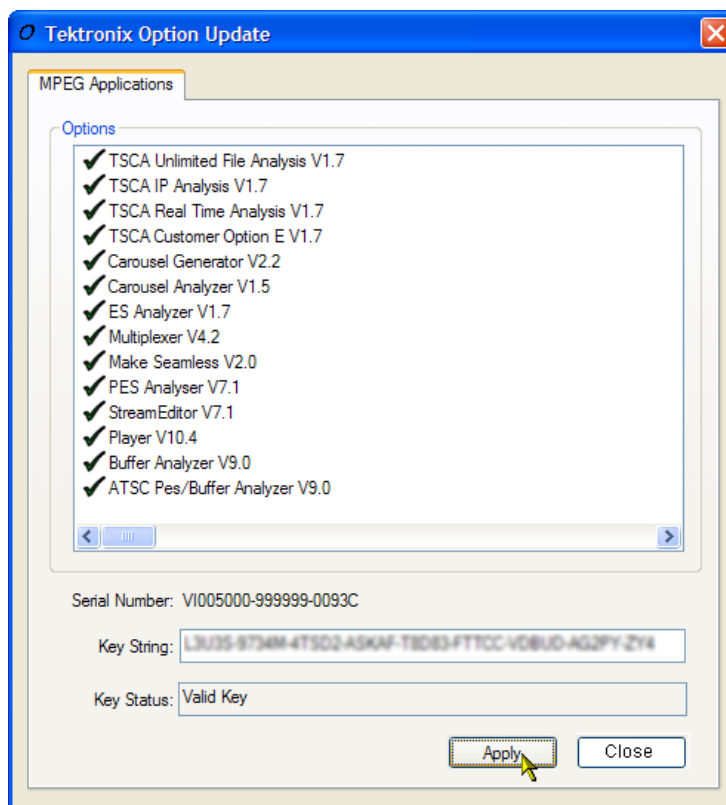 Tektronix Option Update
MPEG Applications
Options
TSCA Unlimited File Analysis V1.7
TSCA IP Analysis V1.7
TSCA Real Time Analysis V1.7
TSCA Customer Option E V1.7
Carousel Generator V2.2
Carousel Analyzer V1.5
ES Analyzer V1.7
Multiplexer V4.2
Make Seamless V2.0
PES Analyser V7.1
StreamEditor V7.1
Player V10.4
Buffer Analyzer V9.0
ATSC Pes/Buffer Analyzer V9.0
Serial Number: VI005000-999999-0093C
Key String:
Key Status: Valid Key
Apply Close